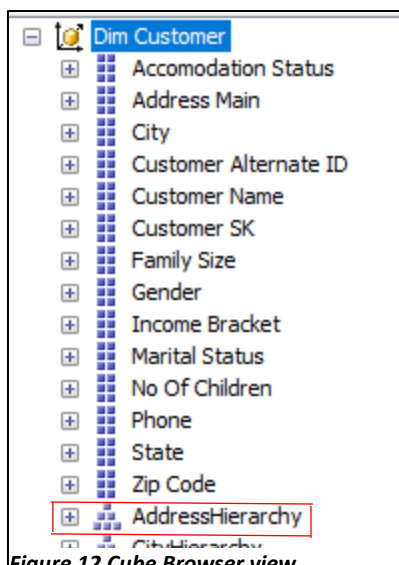 Dim Customer
Accomodation Status
Address Main
City
Customer Alternate ID
Customer Name
Customer SK
Family Size
Gender
Income Bracket
Marital Status
No Of Children
Phone
State
Zip Code
AddressHierarchy
CityHierarchy
Figure 12 Cube Browser view